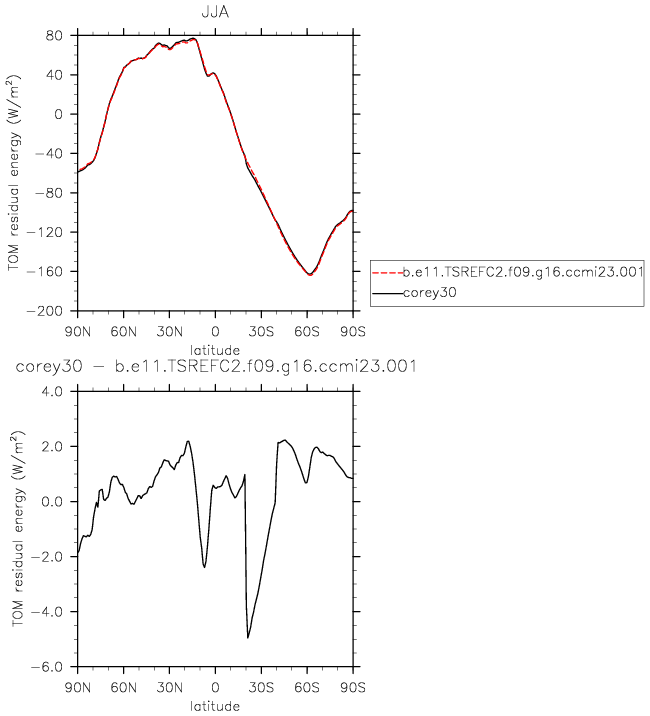 JJA
TOM residual energy (W/m²)
80
40
0
−40
−80
−120
−160
−200
90N 60N 30N 0 30S 60S 90S
latitude
b.e11.TSREFC2.f09.g16.ccmi23.001
corey30
corey30 − b.e11.TSREFC2.f09.g16.ccmi23.001
TOM residual energy (W/m²)
4.0
2.0
0.0
−2.0
−4.0
−6.0
90N 60N 30N 0 30S 60S 90S
latitude